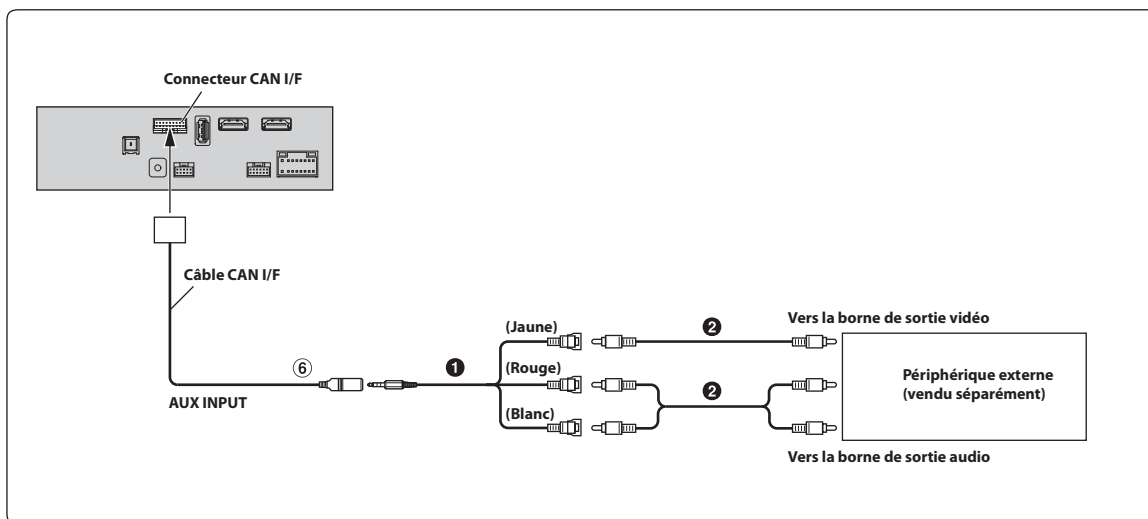 Connecteur CAN I/F
Câble CAN I/F
(Jaune)
❷
Vers la borne de sortie vidéo
⑥
❶
(Rouge)
❷
Périphérique externe
(vendu séparément)
AUX INPUT
(Blanc)
Vers la borne de sortie audio